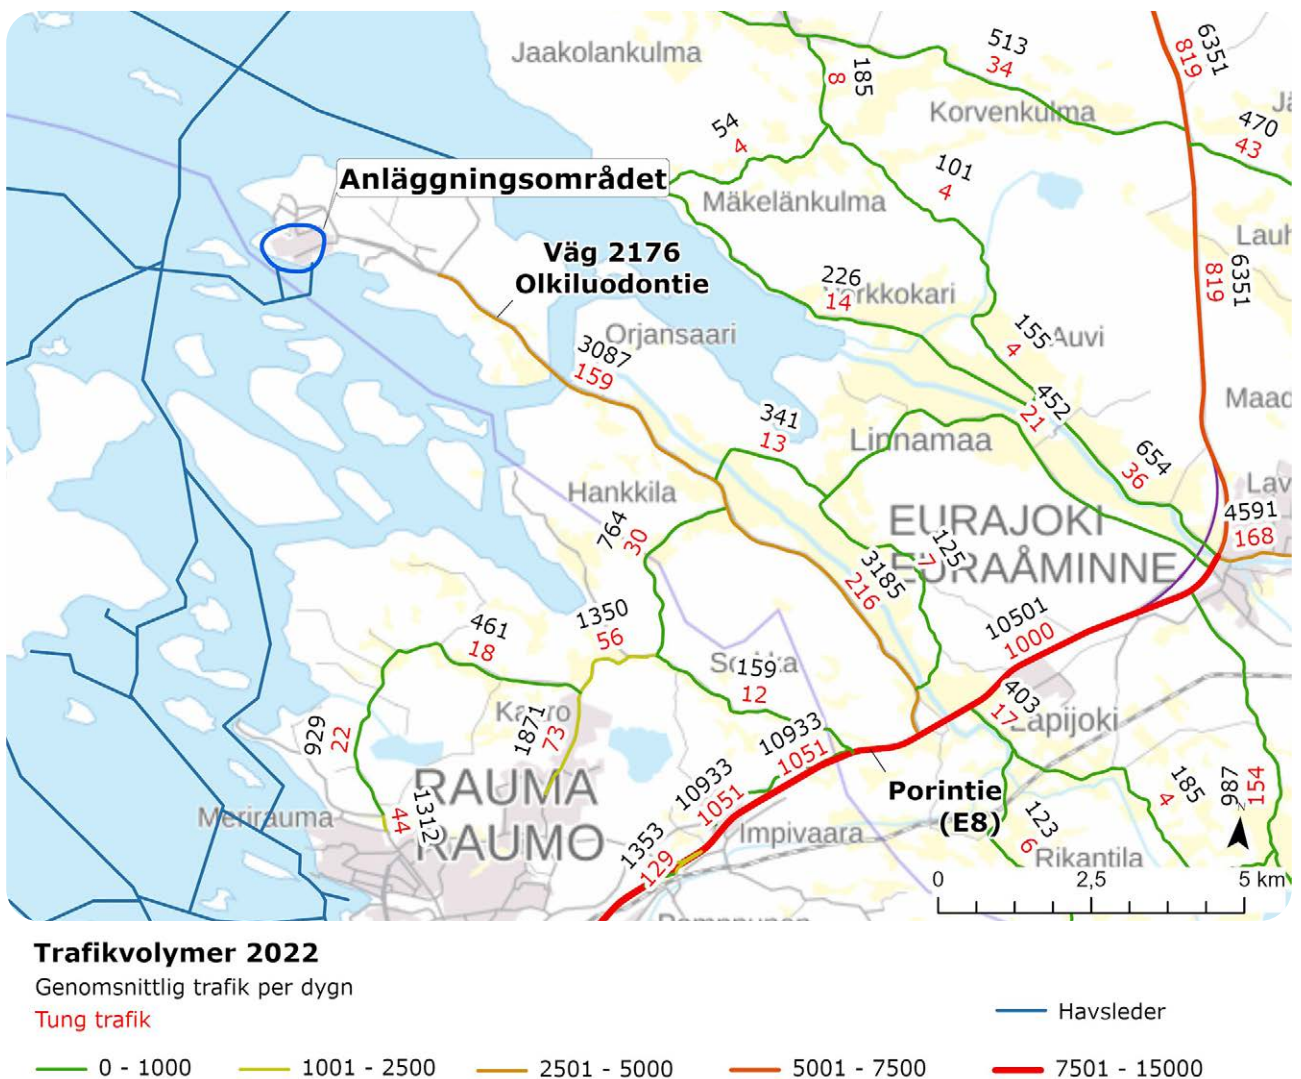 Jaakolankulma
513
34
6351
819
185
8
Korvenkulma
Jä
54
4
470
43
101
4
Anläggningsområdet
Mäkelänkulma
Lauh
Väg 2176
Olkiluodontie
226
14
6351
819
Orjansaari
155
4
Auvi
3087
159
341
13
452
21
Maad
Linnamaa
654
36
Hankkila
Lav
764
30
EURAJOKI
EURAÅMINNE
4591
168
125
7
3185
216
1350
56
461
18
10501
1000
159
12
403
17
Lapijoki
929
22
1871
73
10933
1051
RAUMA
RAUMO
10933
1051
Porintie
(E8)
185
4
987
154
Merirauma
1312
44
Impivaara
1353
129
123
6
Rikantila
0
2,5
5 km
Trafikvolymer 2022
Genomsnittlig trafik per dygn
Tung trafik
Havsleder
0 - 1000
1001 - 2500
2501 - 5000
5001 - 7500
7501 - 15000